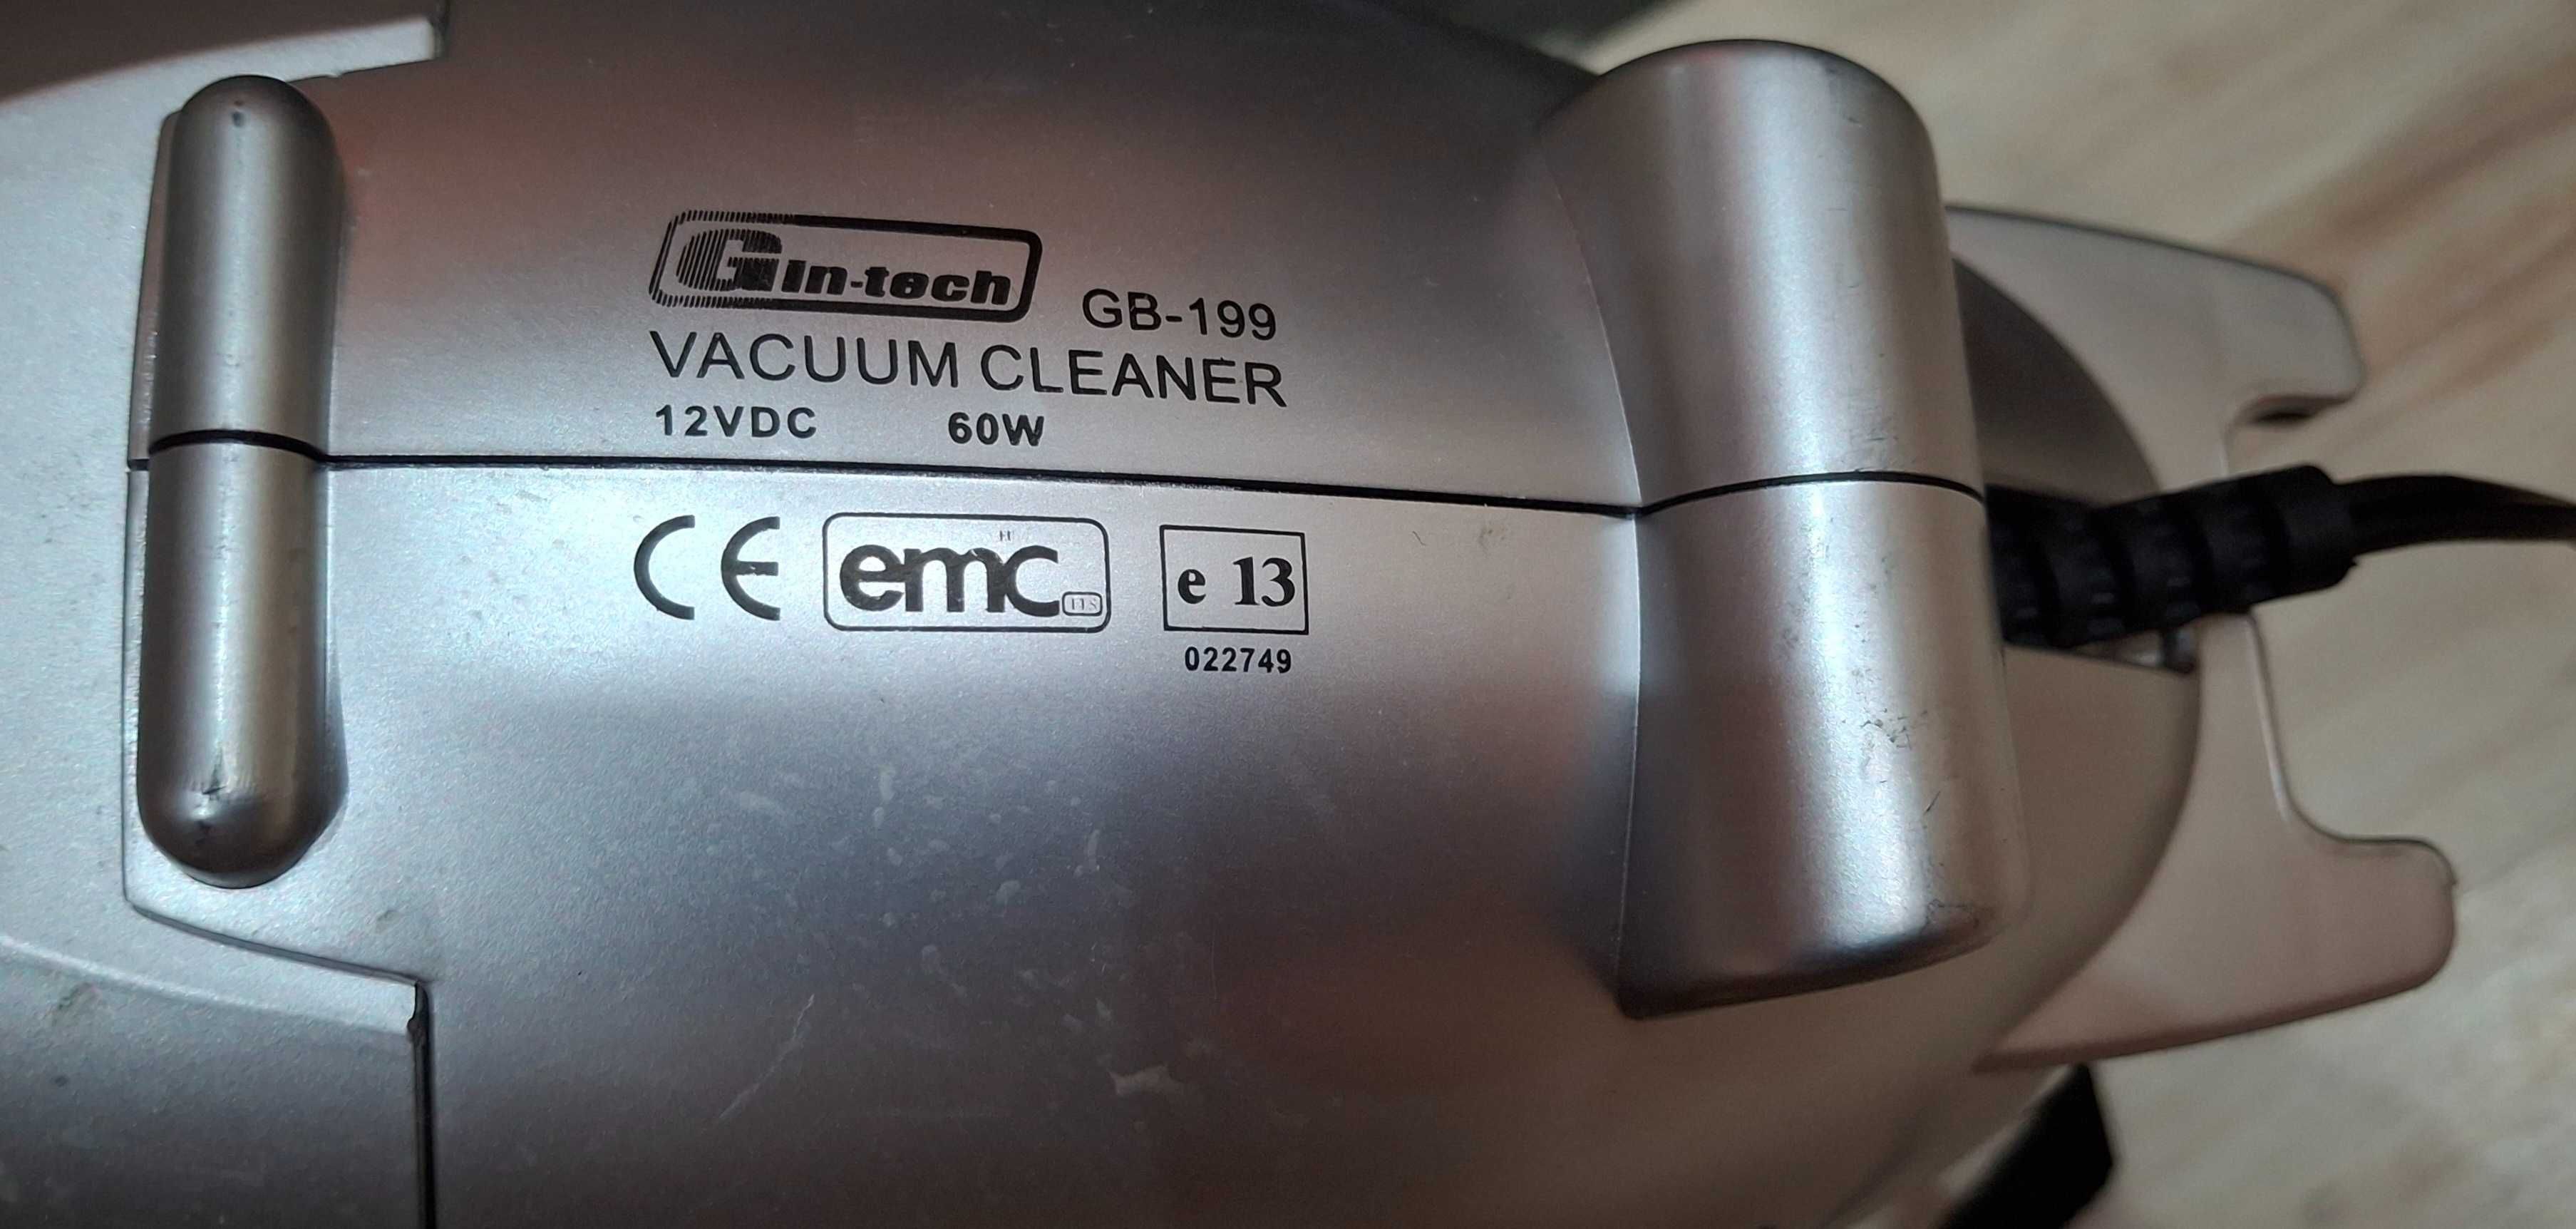 Gin-tech GB-199
VACUUM CLEANER
12VDC 60W
CE emc e 13
022749